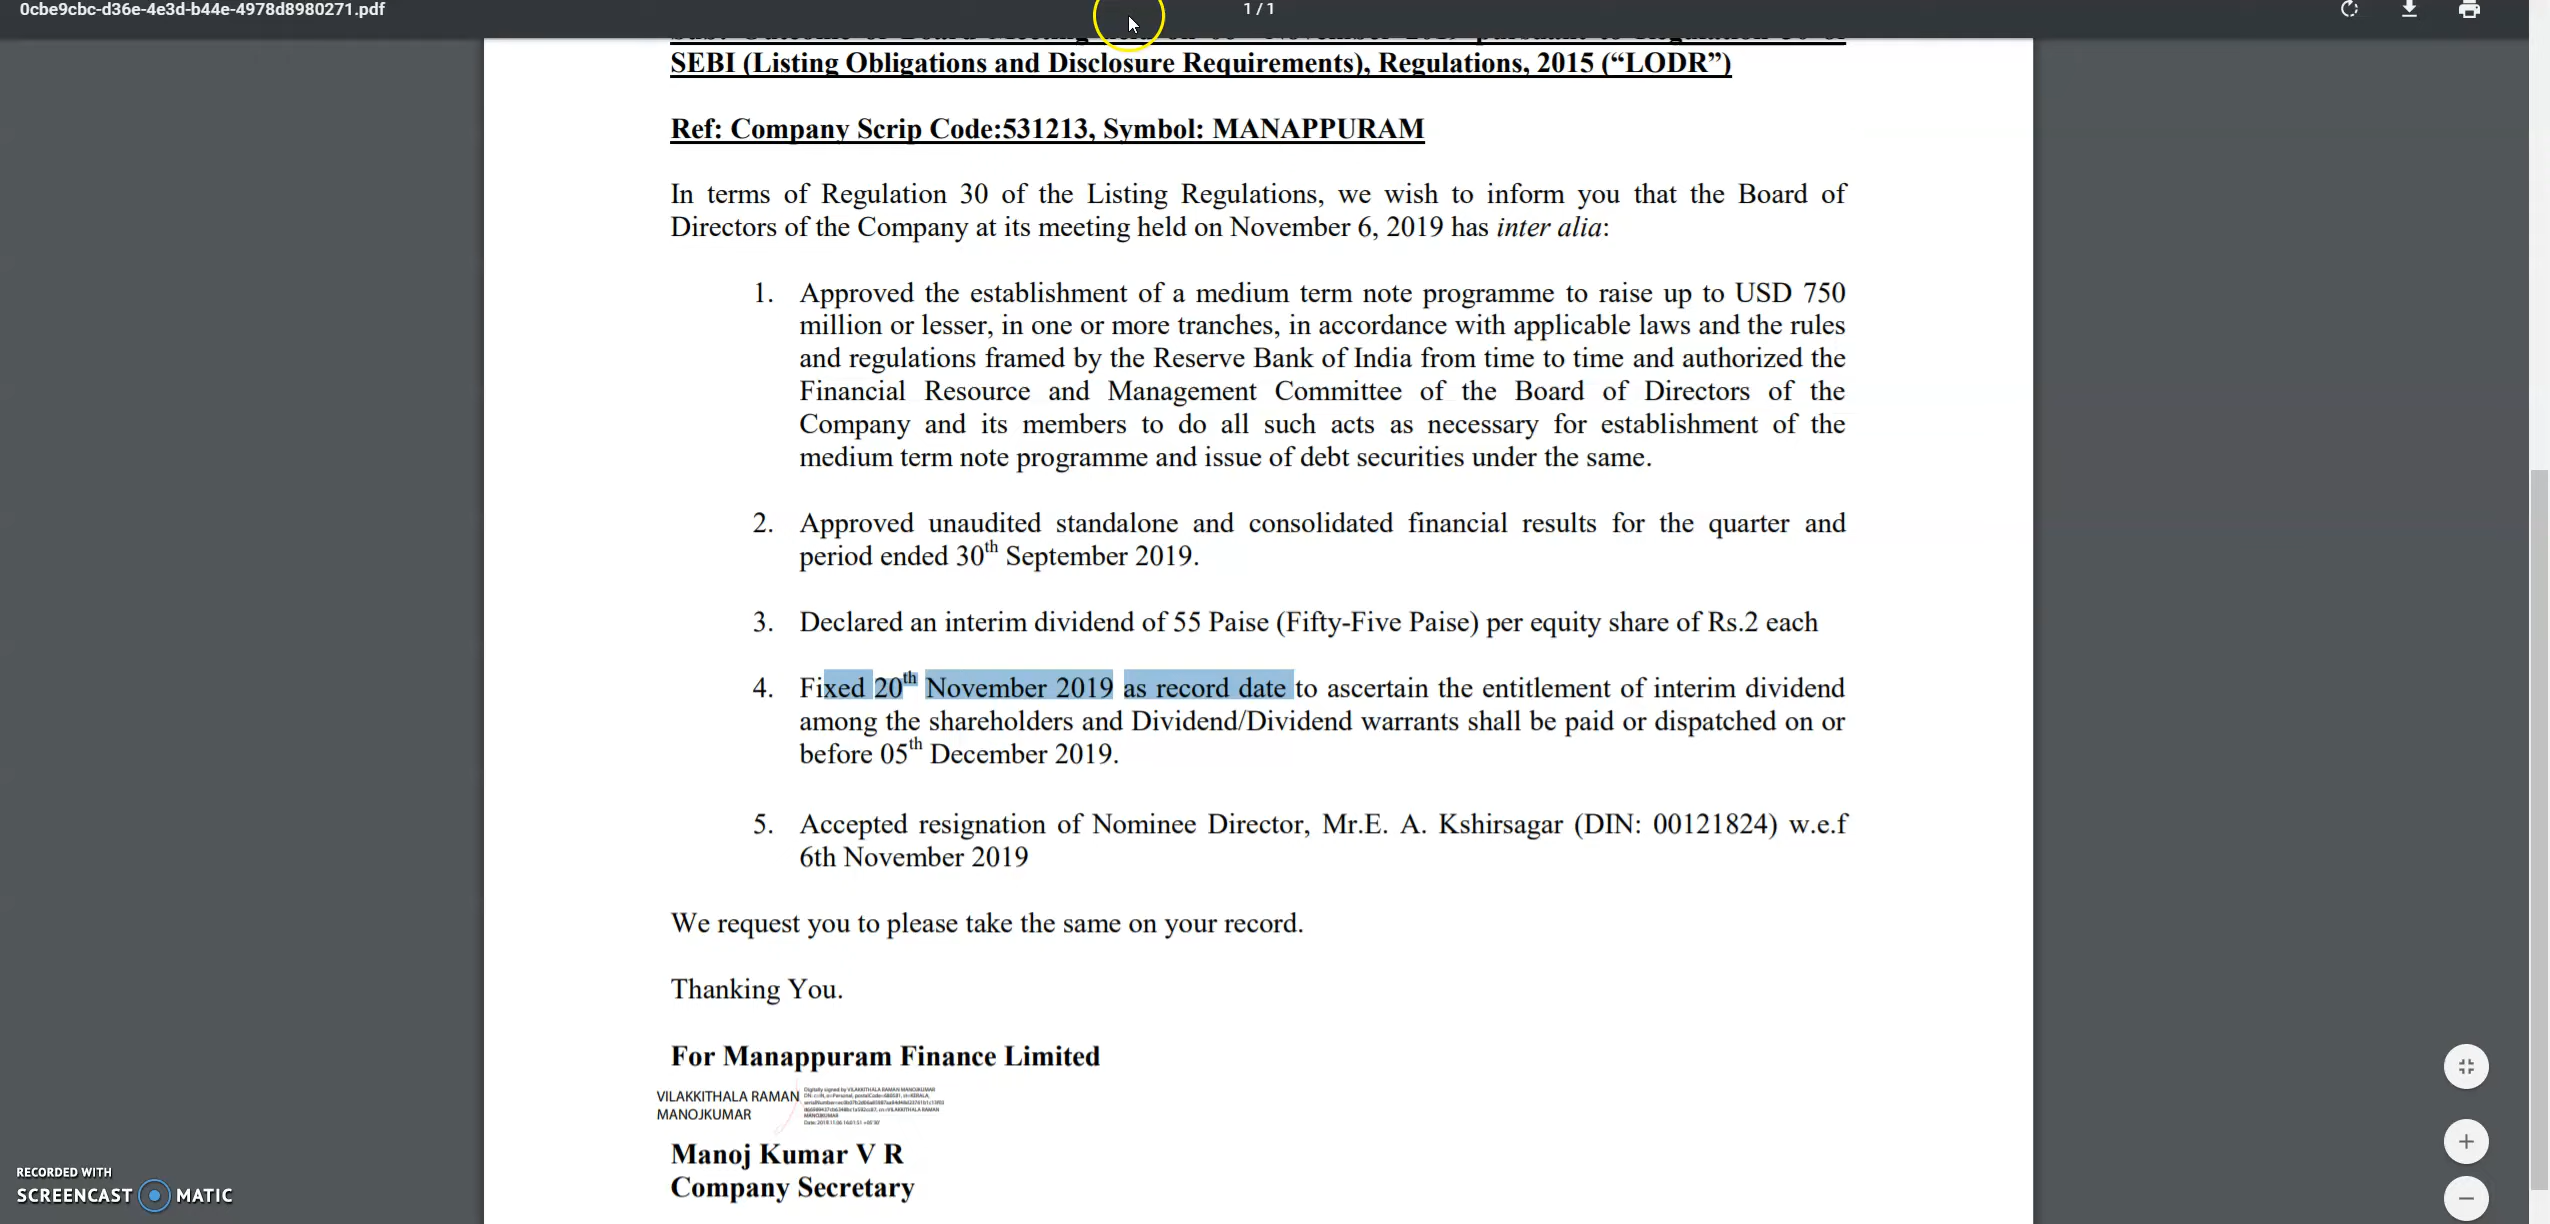 0cbe9cbc-d36e-4e3d-b44e-4978d8980271.pdf
1 / 1
SEBI (Listing Obligations and Disclosure Requirements), Regulations, 2015 (“LODR”)
Ref: Company Scrip Code:531213, Symbol: MANAPPURAM
In terms of Regulation 30 of the Listing Regulations, we wish to inform you that the Board of
Directors of the Company at its meeting held on November 6, 2019 has inter alia:
1. Approved the establishment of a medium term note programme to raise up to USD 750
million or lesser, in one or more tranches, in accordance with applicable laws and the rules
and regulations framed by the Reserve Bank of India from time to time and authorized the
Financial Resource and Management Committee of the Board of Directors of the
Company and its members to do all such acts as necessary for establishment of the
medium term note programme and issue of debt securities under the same.
2. Approved unaudited standalone and consolidated financial results for the quarter and
period ended 30th September 2019.
3. Declared an interim dividend of 55 Paise (Fifty-Five Paise) per equity share of Rs.2 each
4. Fixed 20th November 2019 as record date to ascertain the entitlement of interim dividend
among the shareholders and Dividend/Dividend warrants shall be paid or dispatched on or
before 05th December 2019.
5. Accepted resignation of Nominee Director, Mr.E. A. Kshirsagar (DIN: 00121824) w.e.f
6th November 2019
We request you to please take the same on your record.
Thanking You.
For Manappuram Finance Limited
VILAKKITHALA RAMAN
MANOJKUMAR
Digitally signed by VILAKKITHALA RAMAN MANOJKUMAR
Manoj Kumar V R
Company Secretary
RECORDED WITH
SCREENCAST MATIC